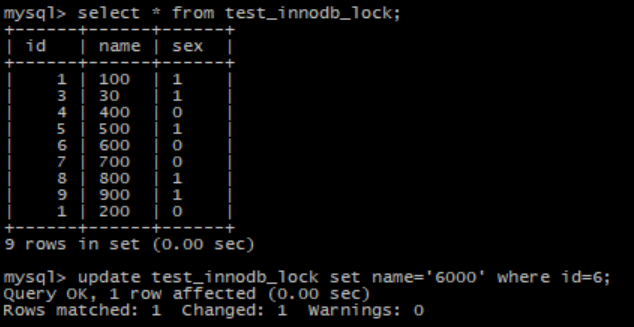 mysql> select * from test_innodb_lock;
+------+------+------+
| id   | name | sex  |
+------+------+------+
|    1 | 100  | 1    |
|    3 | 30   | 1    |
|    4 | 400  | 0    |
|    5 | 500  | 1    |
|    6 | 600  | 0    |
|    7 | 700  | 0    |
|    8 | 800  | 1    |
|    9 | 900  | 1    |
|    1 | 200  | 0    |
+------+------+------+
9 rows in set (0.00 sec)
mysql> update test_innodb_lock set name='6000' where id=6;
Query OK, 1 row affected (0.00 sec)
Rows matched: 1  Changed: 1  Warnings: 0